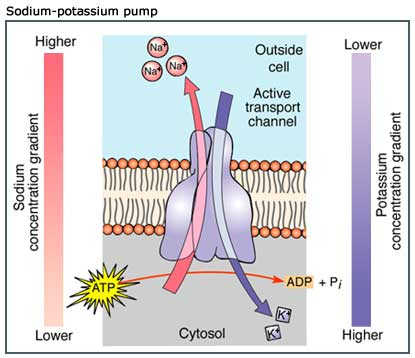 Sodium-potassium pump
Higher
Lower
Na+
Na+
Na+
Outside
cell
Active
transport
channel
Sodium
concentration gradient
Potassium
concentration gradient
ATP
ADP + Pi
K+
K+
Lower
Cytosol
Higher